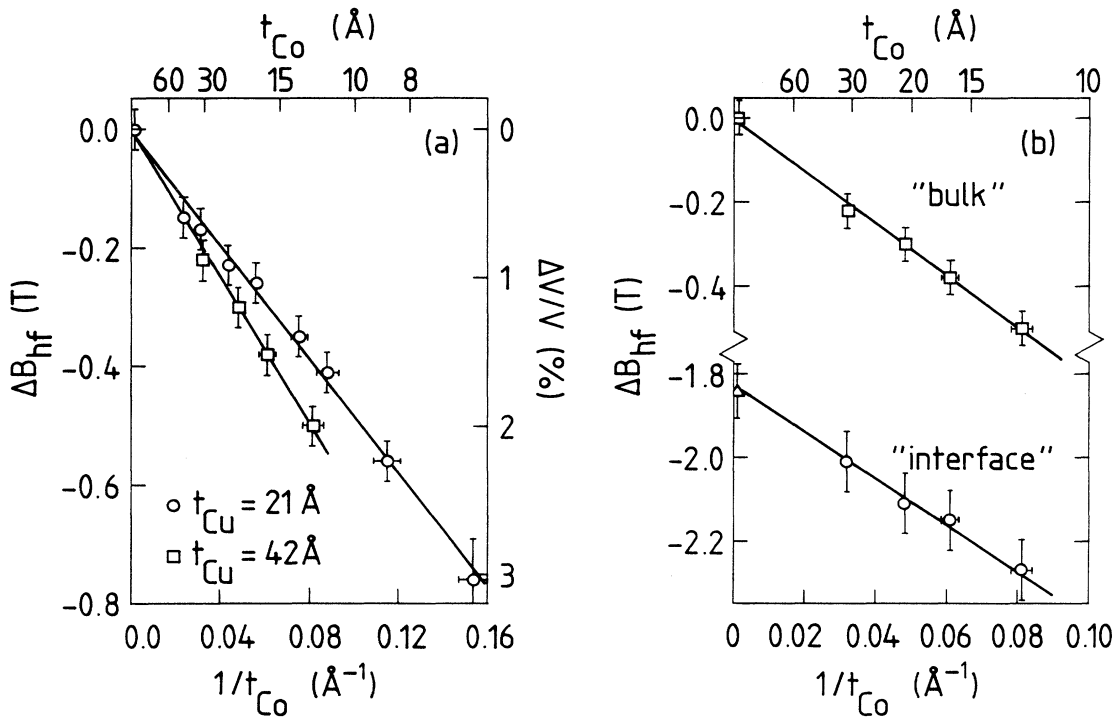 t_Co (Å)
60 30 15 10 8
(a)
0.0
-0.2
-0.4
-0.6
-0.8
ΔB_hf (T)
0
1
2
3
ΔV/V (%)
t_Cu = 21 Å
t_Cu = 42 Å
0.0 0.04 0.08 0.12 0.16
1/t_Co (Å⁻¹)
t_Co (Å)
60 30 20 15 10
(b)
"bulk"
0.0
-0.2
-0.4
-1.8
-2.0
-2.2
ΔB_hf (T)
"interface"
0 0.02 0.04 0.06 0.08 0.10
1/t_Co (Å⁻¹)